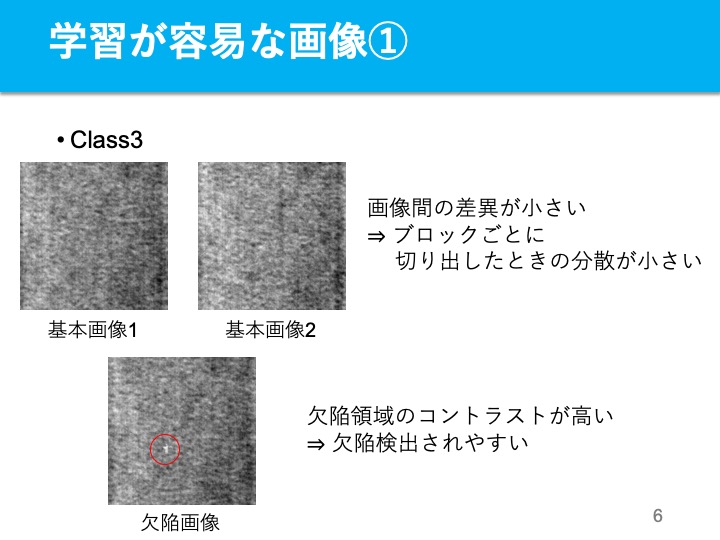 学習が容易な画像①
• Class3
画像間の差異が小さい
⇒ ブロックごとに
切り出したときの分散が小さい
基本画像1
基本画像2
欠陥領域のコントラストが高い
⇒ 欠陥検出されやすい
欠陥画像
6